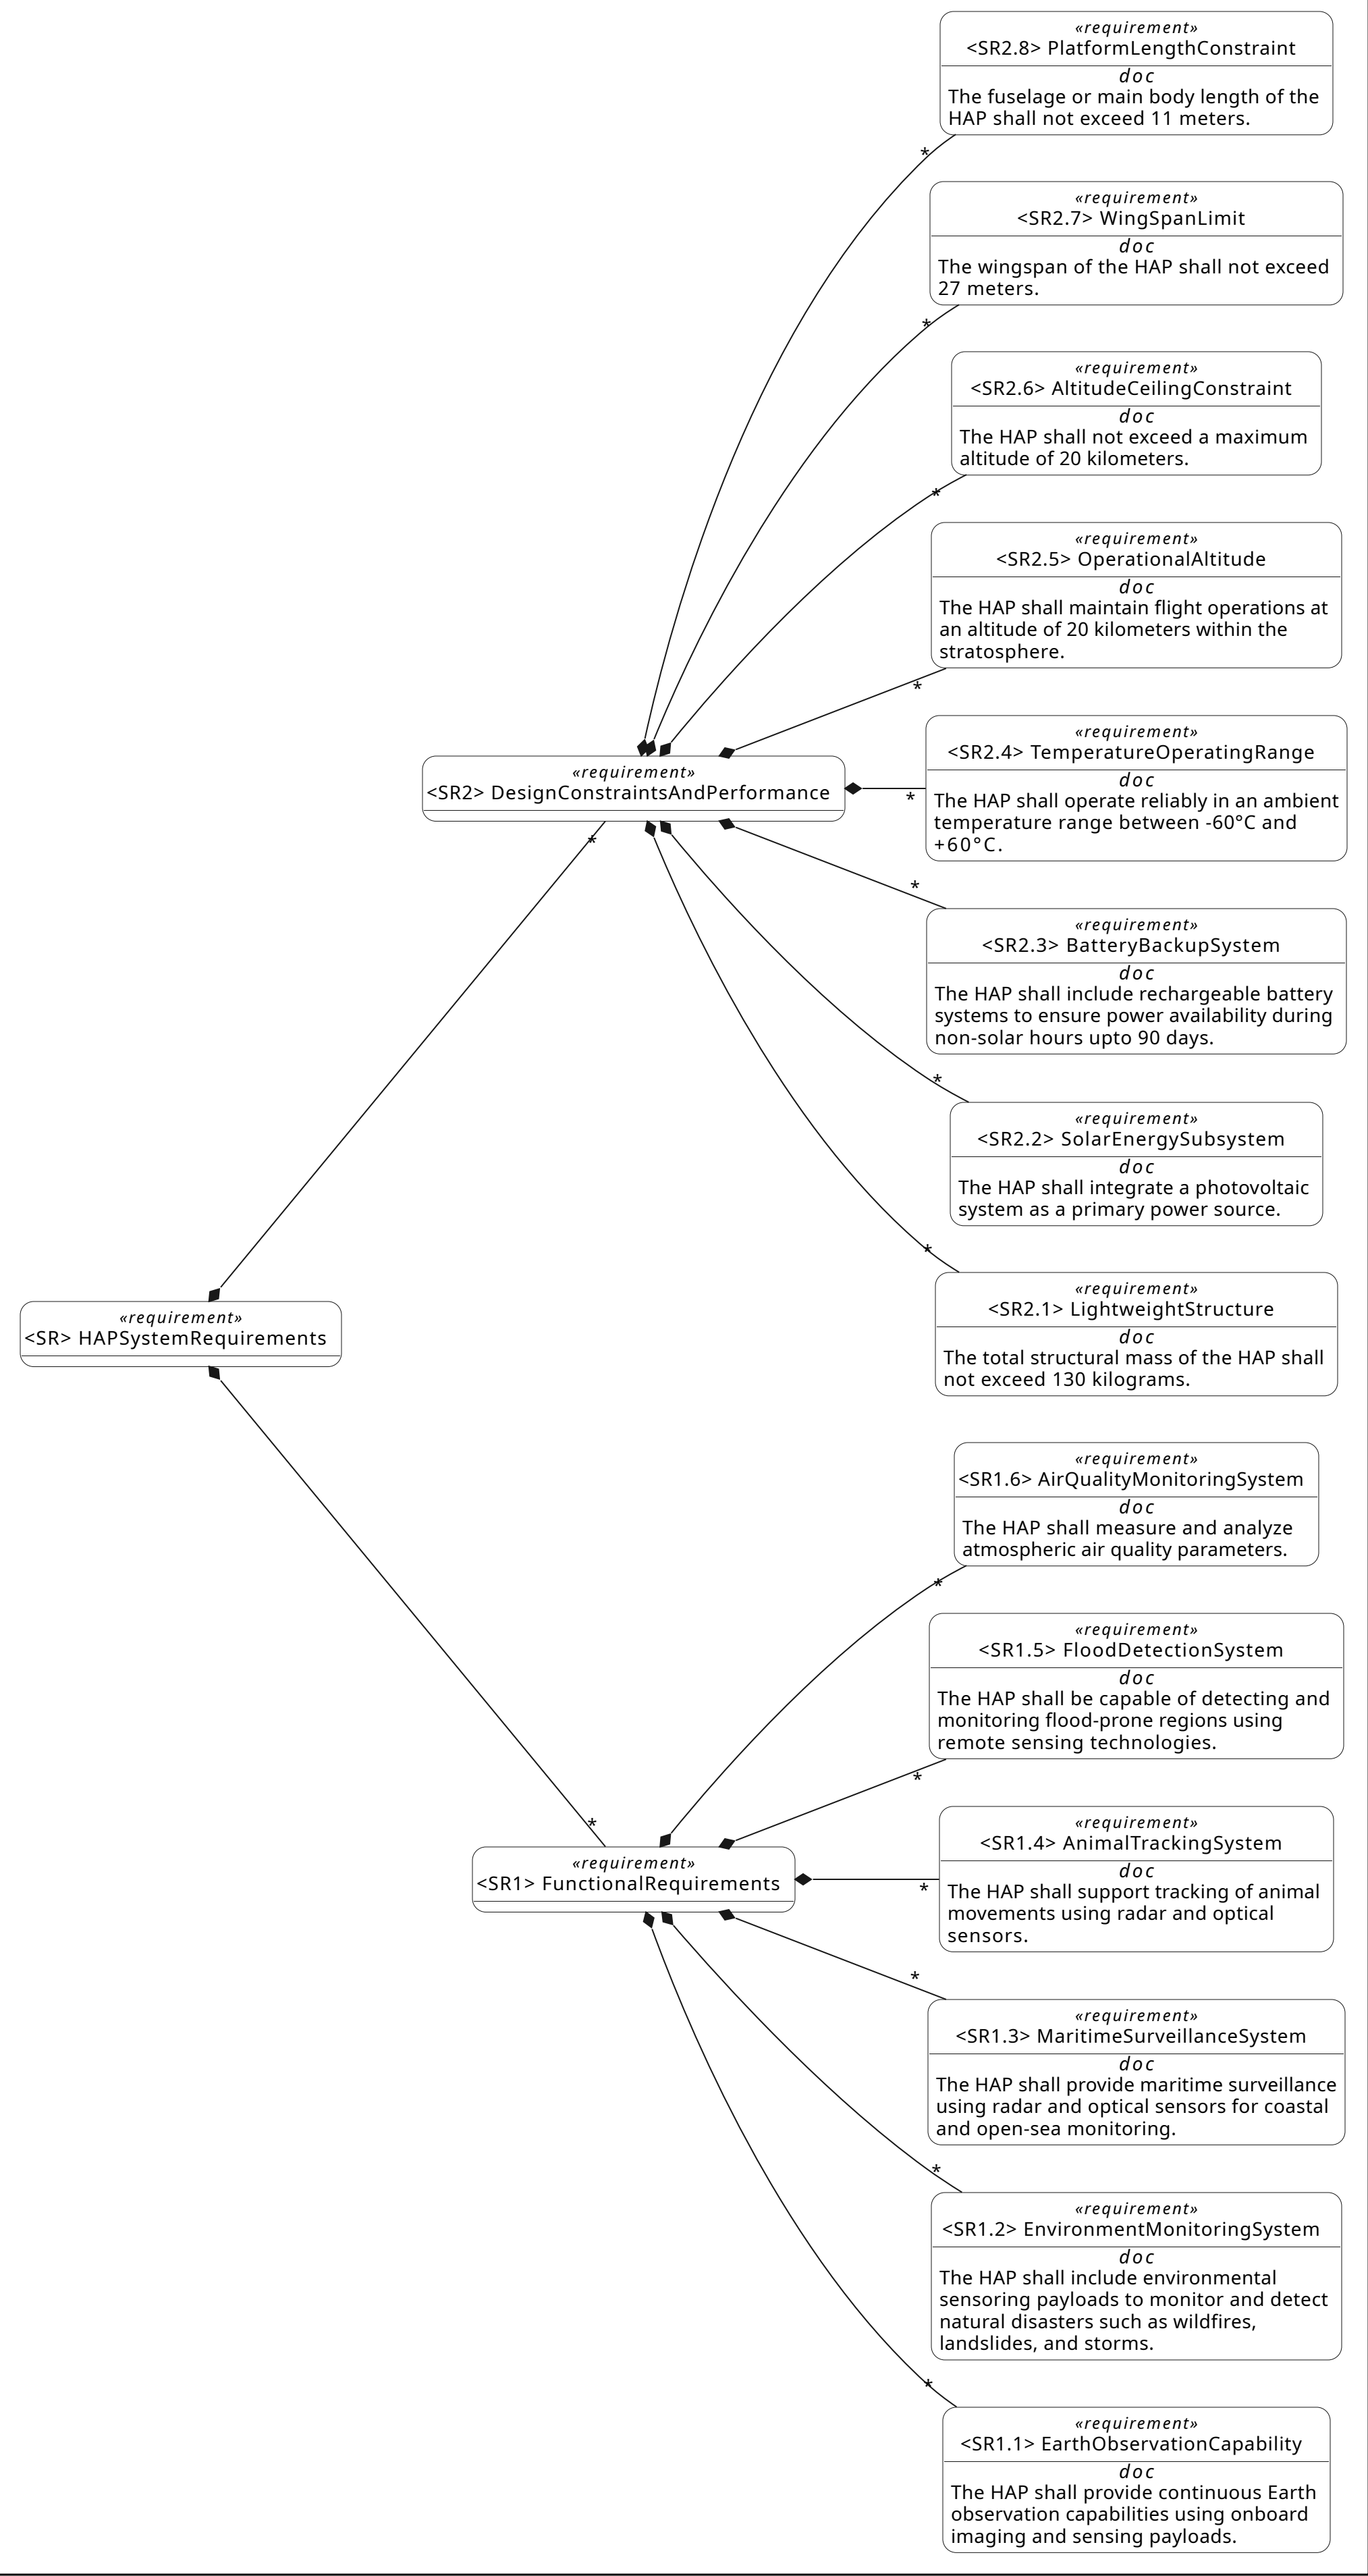 «requirement»
<SR2.8> PlatformLengthConstraint
doc
The fuselage or main body length of the
HAP shall not exceed 11 meters.
*
«requirement»
<SR2.7> WingSpanLimit
doc
The wingspan of the HAP shall not exceed
27 meters.
*
«requirement»
<SR2.6> AltitudeCeilingConstraint
doc
The HAP shall not exceed a maximum
altitude of 20 kilometers.
*
«requirement»
<SR2.5> OperationalAltitude
doc
The HAP shall maintain flight operations at
an altitude of 20 kilometers within the
stratosphere.
*
«requirement»
<SR2.4> TemperatureOperatingRange
doc
The HAP shall operate reliably in an ambient
temperature range between -60°C and
+60°C.
*
«requirement»
<SR2> DesignConstraintsAndPerformance
*
*
«requirement»
<SR2.3> BatteryBackupSystem
doc
The HAP shall include rechargeable battery
systems to ensure power availability during
non-solar hours upto 90 days.
*
«requirement»
<SR2.2> SolarEnergySubsystem
doc
The HAP shall integrate a photovoltaic
system as a primary power source.
*
«requirement»
<SR2.1> LightweightStructure
doc
The total structural mass of the HAP shall
not exceed 130 kilograms.
«requirement»
<SR> HAPSystemRequirements
«requirement»
<SR1.6> AirQualityMonitoringSystem
doc
The HAP shall measure and analyze
atmospheric air quality parameters.
*
«requirement»
<SR1.5> FloodDetectionSystem
doc
The HAP shall be capable of detecting and
monitoring flood-prone regions using
remote sensing technologies.
*
*
«requirement»
<SR1> FunctionalRequirements
«requirement»
<SR1.4> AnimalTrackingSystem
doc
The HAP shall support tracking of animal
movements using radar and optical
sensors.
*
*
«requirement»
<SR1.3> MaritimeSurveillanceSystem
doc
The HAP shall provide maritime surveillance
using radar and optical sensors for coastal
and open-sea monitoring.
*
«requirement»
<SR1.2> EnvironmentMonitoringSystem
doc
The HAP shall include environmental
sensoring payloads to monitor and detect
natural disasters such as wildfires,
landslides, and storms.
*
«requirement»
<SR1.1> EarthObservationCapability
doc
The HAP shall provide continuous Earth
observation capabilities using onboard
imaging and sensing payloads.